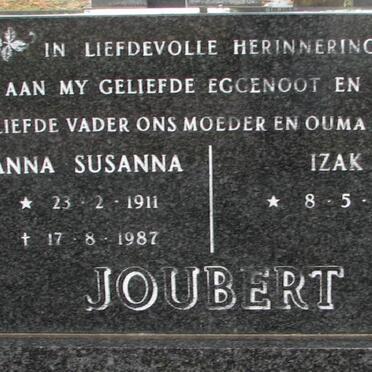 IN LIEFDEVOLLE HERINNERING
AAN MY GELIEFDE EGGENOOT EN
LIEFDE VADER ONS MOEDER EN OUMA
ANNA SUSANNA
★ 23 - 2 - 1911
† 17 - 8 - 1987
IZAK
★ 8 - 5 -
JOUBERT